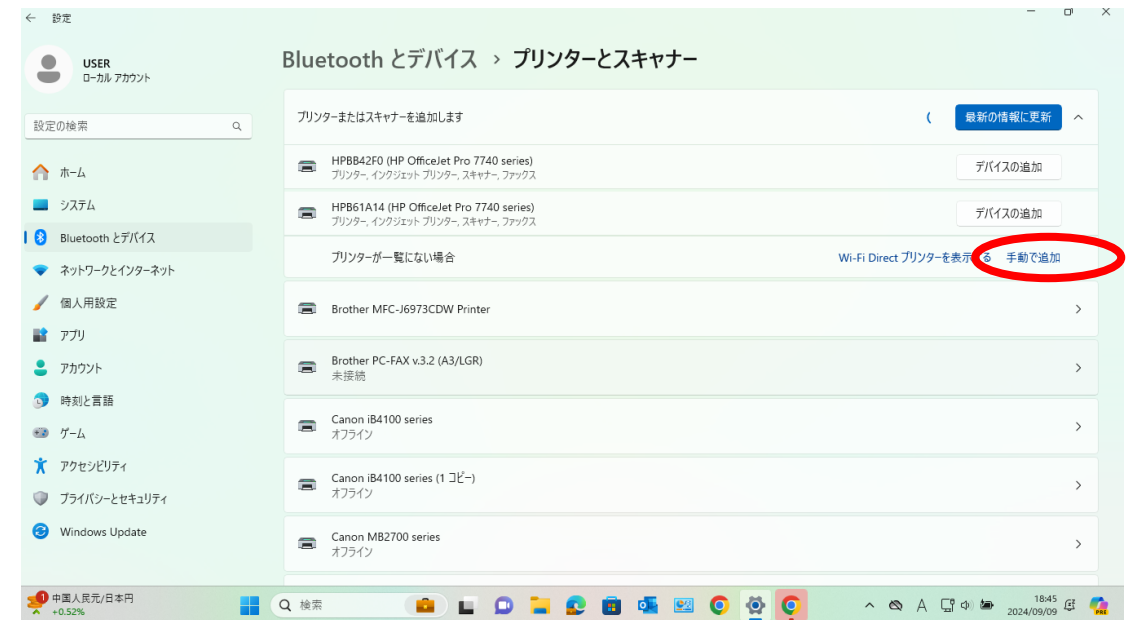 設定
USER
ローカル アカウント
設定の検索
ホーム
システム
Bluetooth とデバイス
ネットワークとインターネット
個人用設定
アプリ
アカウント
時刻と言語
ゲーム
アクセシビリティ
プライバシーとセキュリティ
Windows Update
Bluetooth とデバイス › プリンターとスキャナー
プリンターまたはスキャナーを追加します
最新の情報に更新
HPBB42F0 (HP OfficeJet Pro 7740 series)
プリンター, インクジェット プリンター, スキャナー, ファックス
デバイスの追加
HPB61A14 (HP OfficeJet Pro 7740 series)
プリンター, インクジェット プリンター, スキャナー, ファックス
デバイスの追加
プリンターが一覧にない場合
Wi-Fi Direct プリンターを表示 る
手動で追加
Brother MFC-J6973CDW Printer
Brother PC-FAX v.3.2 (A3/LGR)
未接続
Canon iB4100 series
オフライン
Canon iB4100 series (1 コピー)
オフライン
Canon MB2700 series
オフライン
1
中国人民元/日本円
+0.52%
検索
A
18:45
2024/09/09
PRE